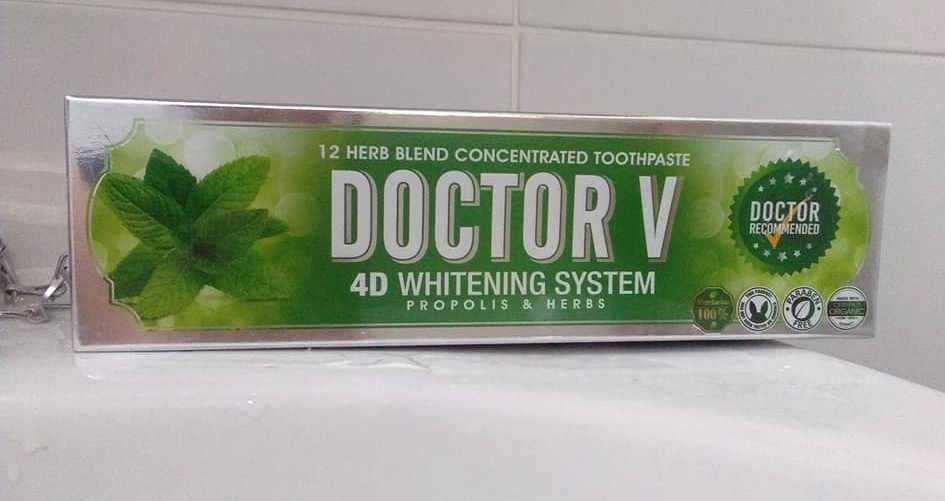 12 HERB BLEND CONCENTRATED TOOTHPASTE
DOCTOR V
4D WHITENING SYSTEM
PROPOLIS & HERBS
DOCTOR
RECOMMENDED
100%
PARABEN
FREE
ORGANIC